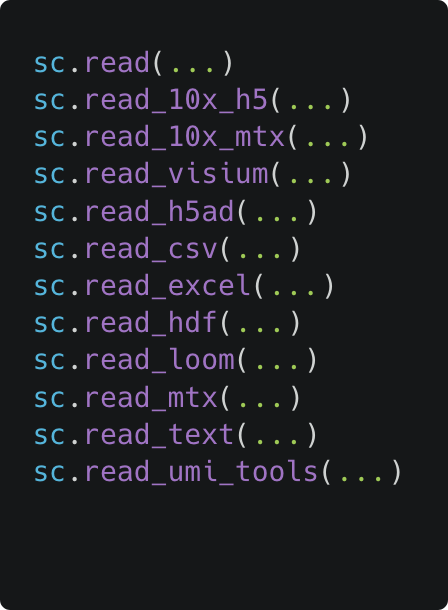 sc.read(...)
sc.read_10x_h5(...)
sc.read_10x_mtx(...)
sc.read_visium(...)
sc.read_h5ad(...)
sc.read_csv(...)
sc.read_excel(...)
sc.read_hdf(...)
sc.read_loom(...)
sc.read_mtx(...)
sc.read_text(...)
sc.read_umi_tools(...)